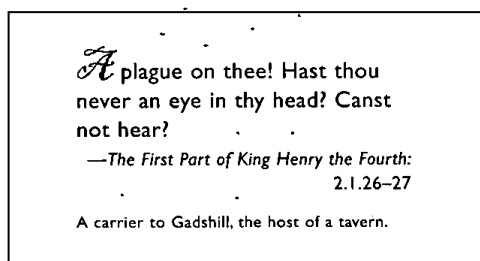 A plague on thee! Hast thou
never an eye in thy head? Canst
not hear?
—The First Part of King Henry the Fourth:
2.1.26–27
A carrier to Gadshill, the host of a tavern.